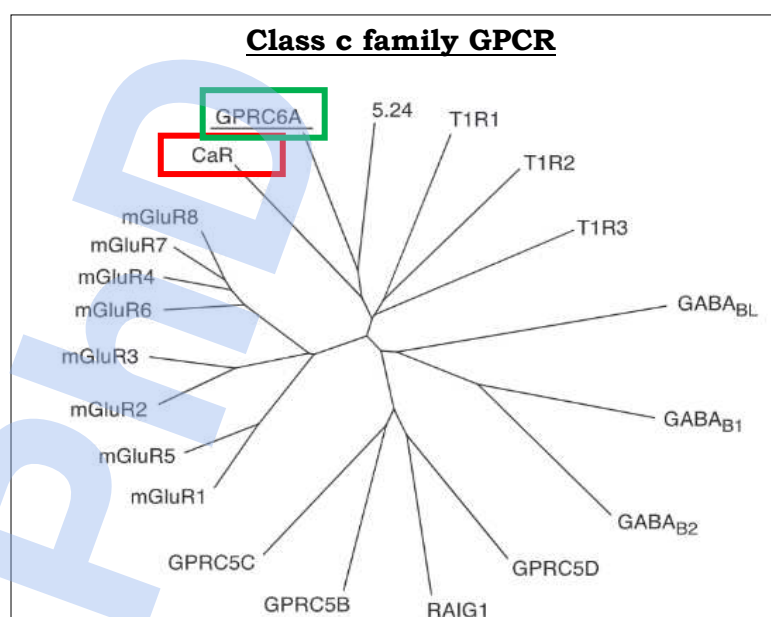 Class c family GPCR
GPRC6A
5.24
T1R1
CaR
T1R2
mGluR8
T1R3
mGluR7
mGluR4
mGluR6
GABABL
mGluR3
mGluR2
GABAB1
mGluR5
mGluR1
GABAB2
GPRC5C
GPRC5D
GPRC5B
RAIG1
PhD